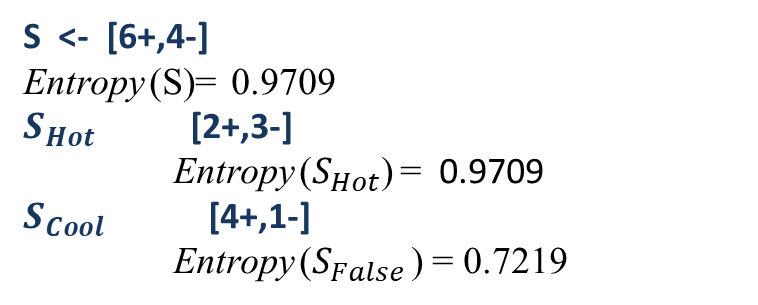 S <- [6+,4-]
Entropy(S)= 0.9709
S_Hot [2+,3-]
Entropy(S_Hot) = 0.9709
S_Cool [4+,1-]
Entropy(S_False ) = 0.7219